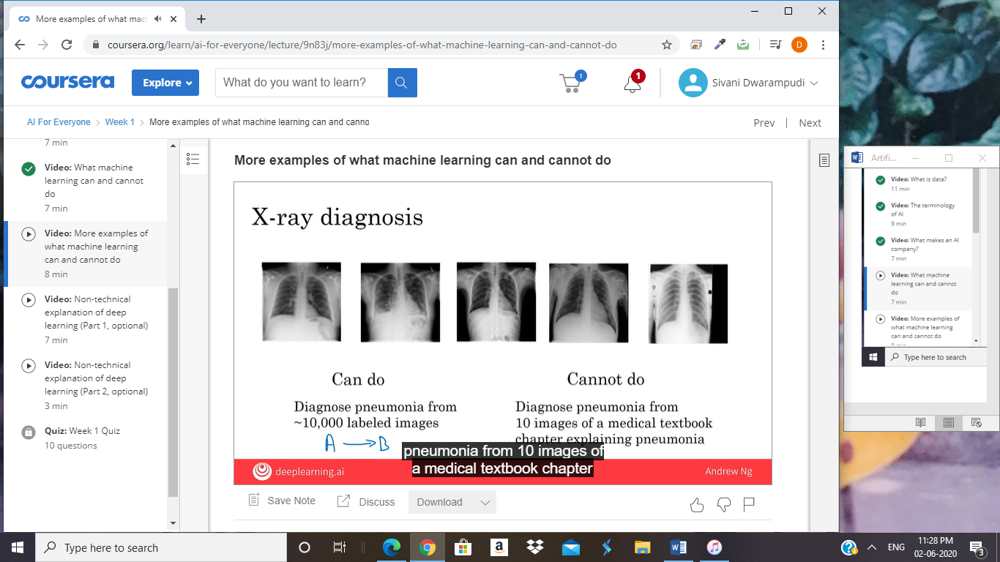 More examples of what mac
coursera.org/learn/ai-for-everyone/lecture/9n83j/more-examples-of-what-machine-learning-can-and-cannot-do
D
coursera
Explore
What do you want to learn?
1
1
Sivani Dwarampudi
AI For Everyone
Week 1
More examples of what machine learning can and canno
Prev
Next
7 min
Video: What machine
learning can and cannot
do
7 min
Video: More examples of
what machine learning
can and cannot do
8 min
Video: Non-technical
explanation of deep
learning (Part 1, optional)
7 min
Video: Non-technical
explanation of deep
learning (Part 2, optional)
3 min
Quiz: Week 1 Quiz
10 questions
More examples of what machine learning can and cannot do
X-ray diagnosis
Can do
Diagnose pneumonia from
~10,000 labeled images
A → B
Cannot do
Diagnose pneumonia from
10 images of a medical textbook
chapter explaining pneumonia
pneumonia from 10 images of
a medical textbook chapter
deeplearning.ai
Andrew Ng
Save Note
Discuss
Download
Artifi...
Video: What is data?
11 min
Video: The terminology
of AI
9 min
Video: What makes an AI
company?
7 min
Video: What machine
learning can and cannot
do
7 min
Video: More examples of
what machine learning
can and cannot do
8 min
Type here to search
Type here to search
a
ENG
11:28 PM
02-06-2020
3